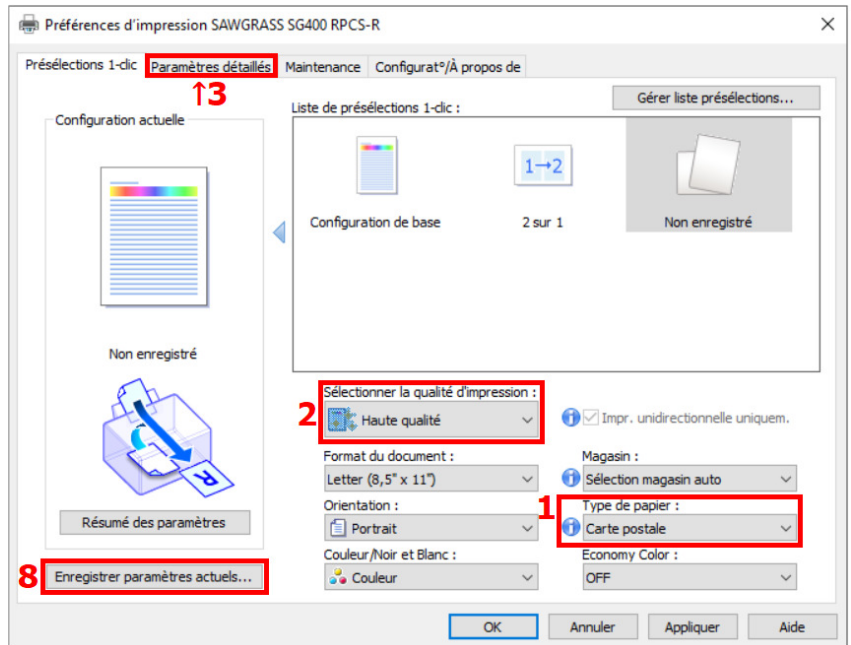 Préférences d'impression SAWGRASS SG400 RPCS-R
Présélections 1-clic Paramètres détaillés Maintenance Configurat°/À propos de
↑3
Gérer liste présélections...
Configuration actuelle
Liste de présélections 1-clic :
1→2
Configuration de base 2 sur 1 Non enregistré
Non enregistré
R
Résumé des paramètres
8 Enregistrer paramètres actuels...
Sélectionner la qualité d'impression :
2 Haute qualité
Impr. unidirectionnelle uniquem.
Format du document :
Letter (8,5" x 11")
Magasin :
Sélection magasin auto
Orientation :
Portrait
1 Type de papier :
Carte postale
Couleur/Noir et Blanc :
Couleur
Economy Color :
OFF
OK Annuler Appliquer Aide